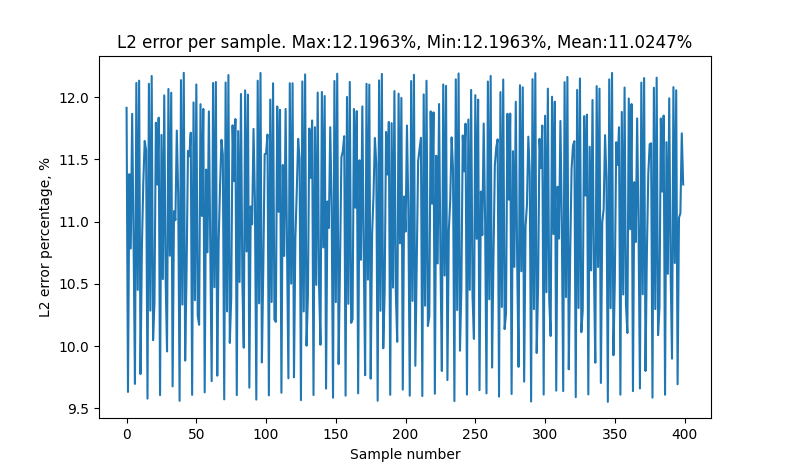 L2 error per sample. Max:12.1963%, Min:12.1963%, Mean:11.0247%
L2 error percentage, %
12.0
11.5
11.0
10.5
10.0
9.5
0 50 100 150 200 250 300 350 400
Sample number